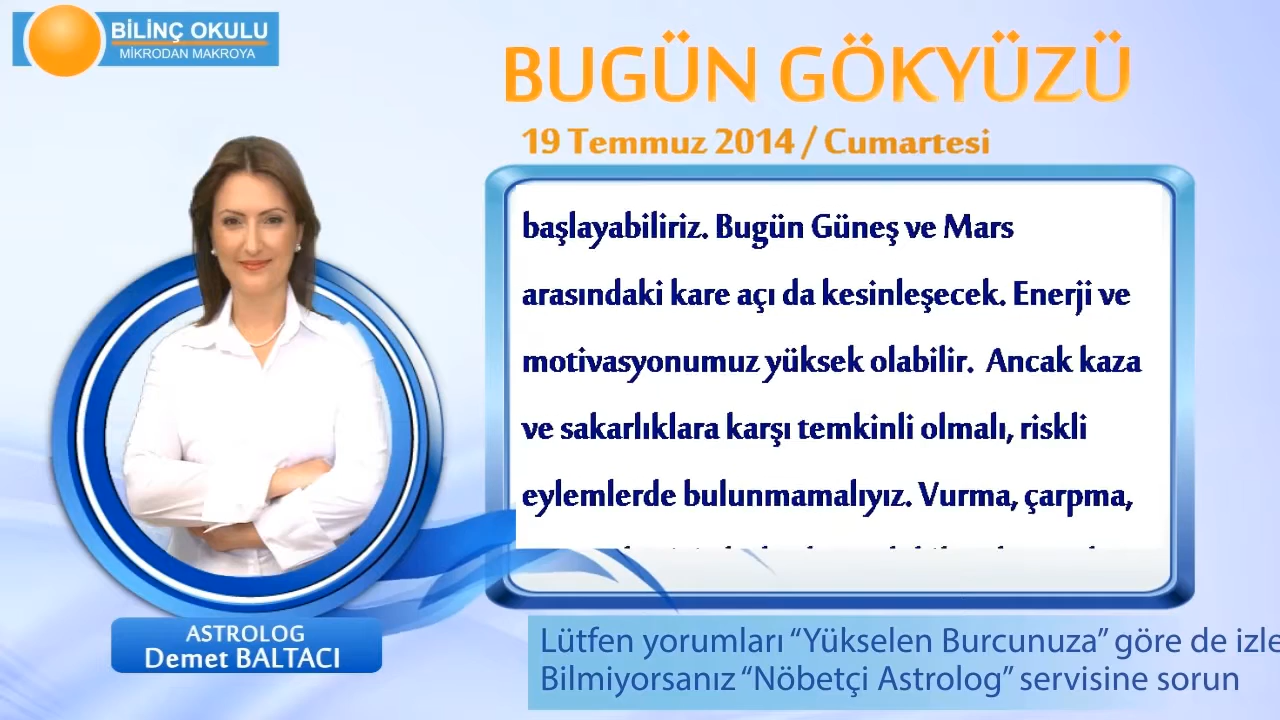 BİLİNÇ OKULU
MİKRODAN MAKROYA
BUGÜN GÖKYÜZÜ
19 Temmuz 2014 / Cumartesi
başlayabiliriz. Bugün Güneş ve Mars
arasındaki kare açı da kesinleşecek. Enerji ve
motivasyonumuz yüksek olabilir.  Ancak kaza
ve sakarlıklara karşı temkinli olmalı, riskli
eylemlerde bulunmamalıyız. Vurma, çarpma,
ASTROLOG
Demet BALTACI
Lütfen yorumları “Yükselen Burcunuza” göre de izle
Bilmiyorsanız “Nöbetçi Astrolog” servisine sorun